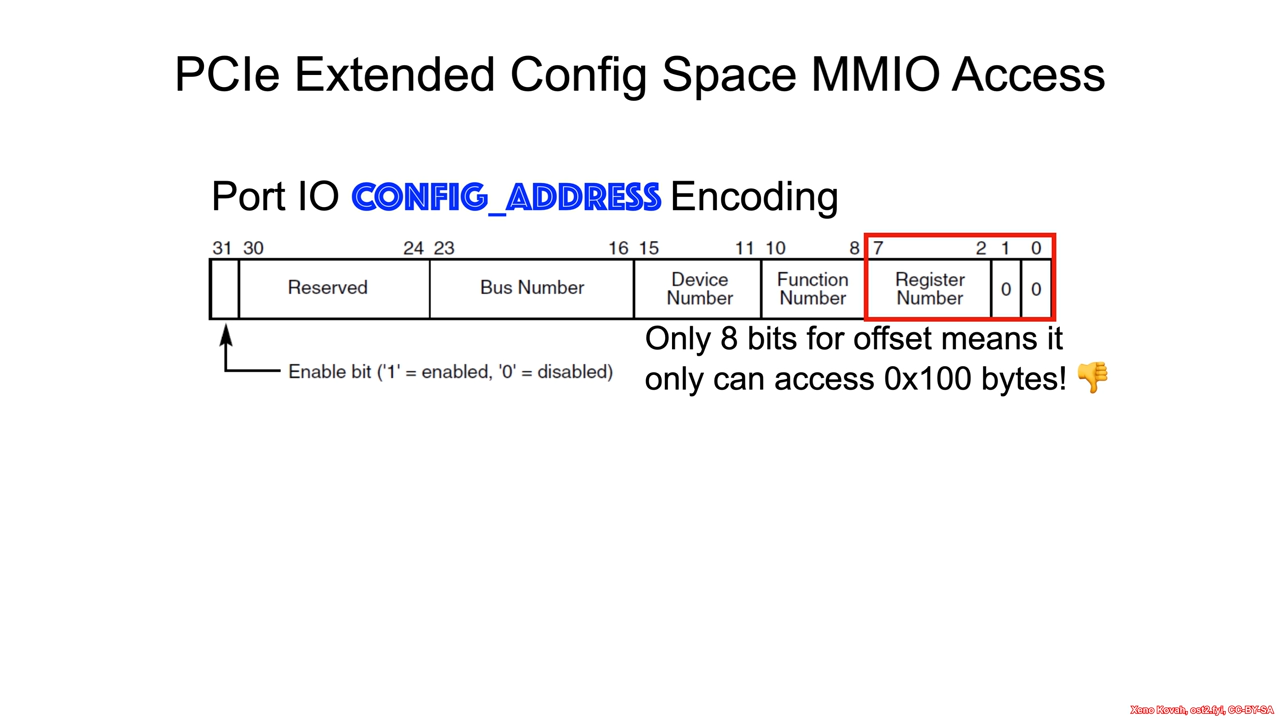 PCIe Extended Config Space MMIO Access
Port IO CONFIG_ADDRESS Encoding
31 30 24 23 16 15 11 10 8 7 2 1 0
Reserved
Bus Number
Device
Number
Function
Number
Register
Number
0 0
Only 8 bits for offset means it
only can access 0x100 bytes! 👎
Enable bit ('1' = enabled, '0' = disabled)
Xeno Kovah, ost2.fyi, CC-BY-SA